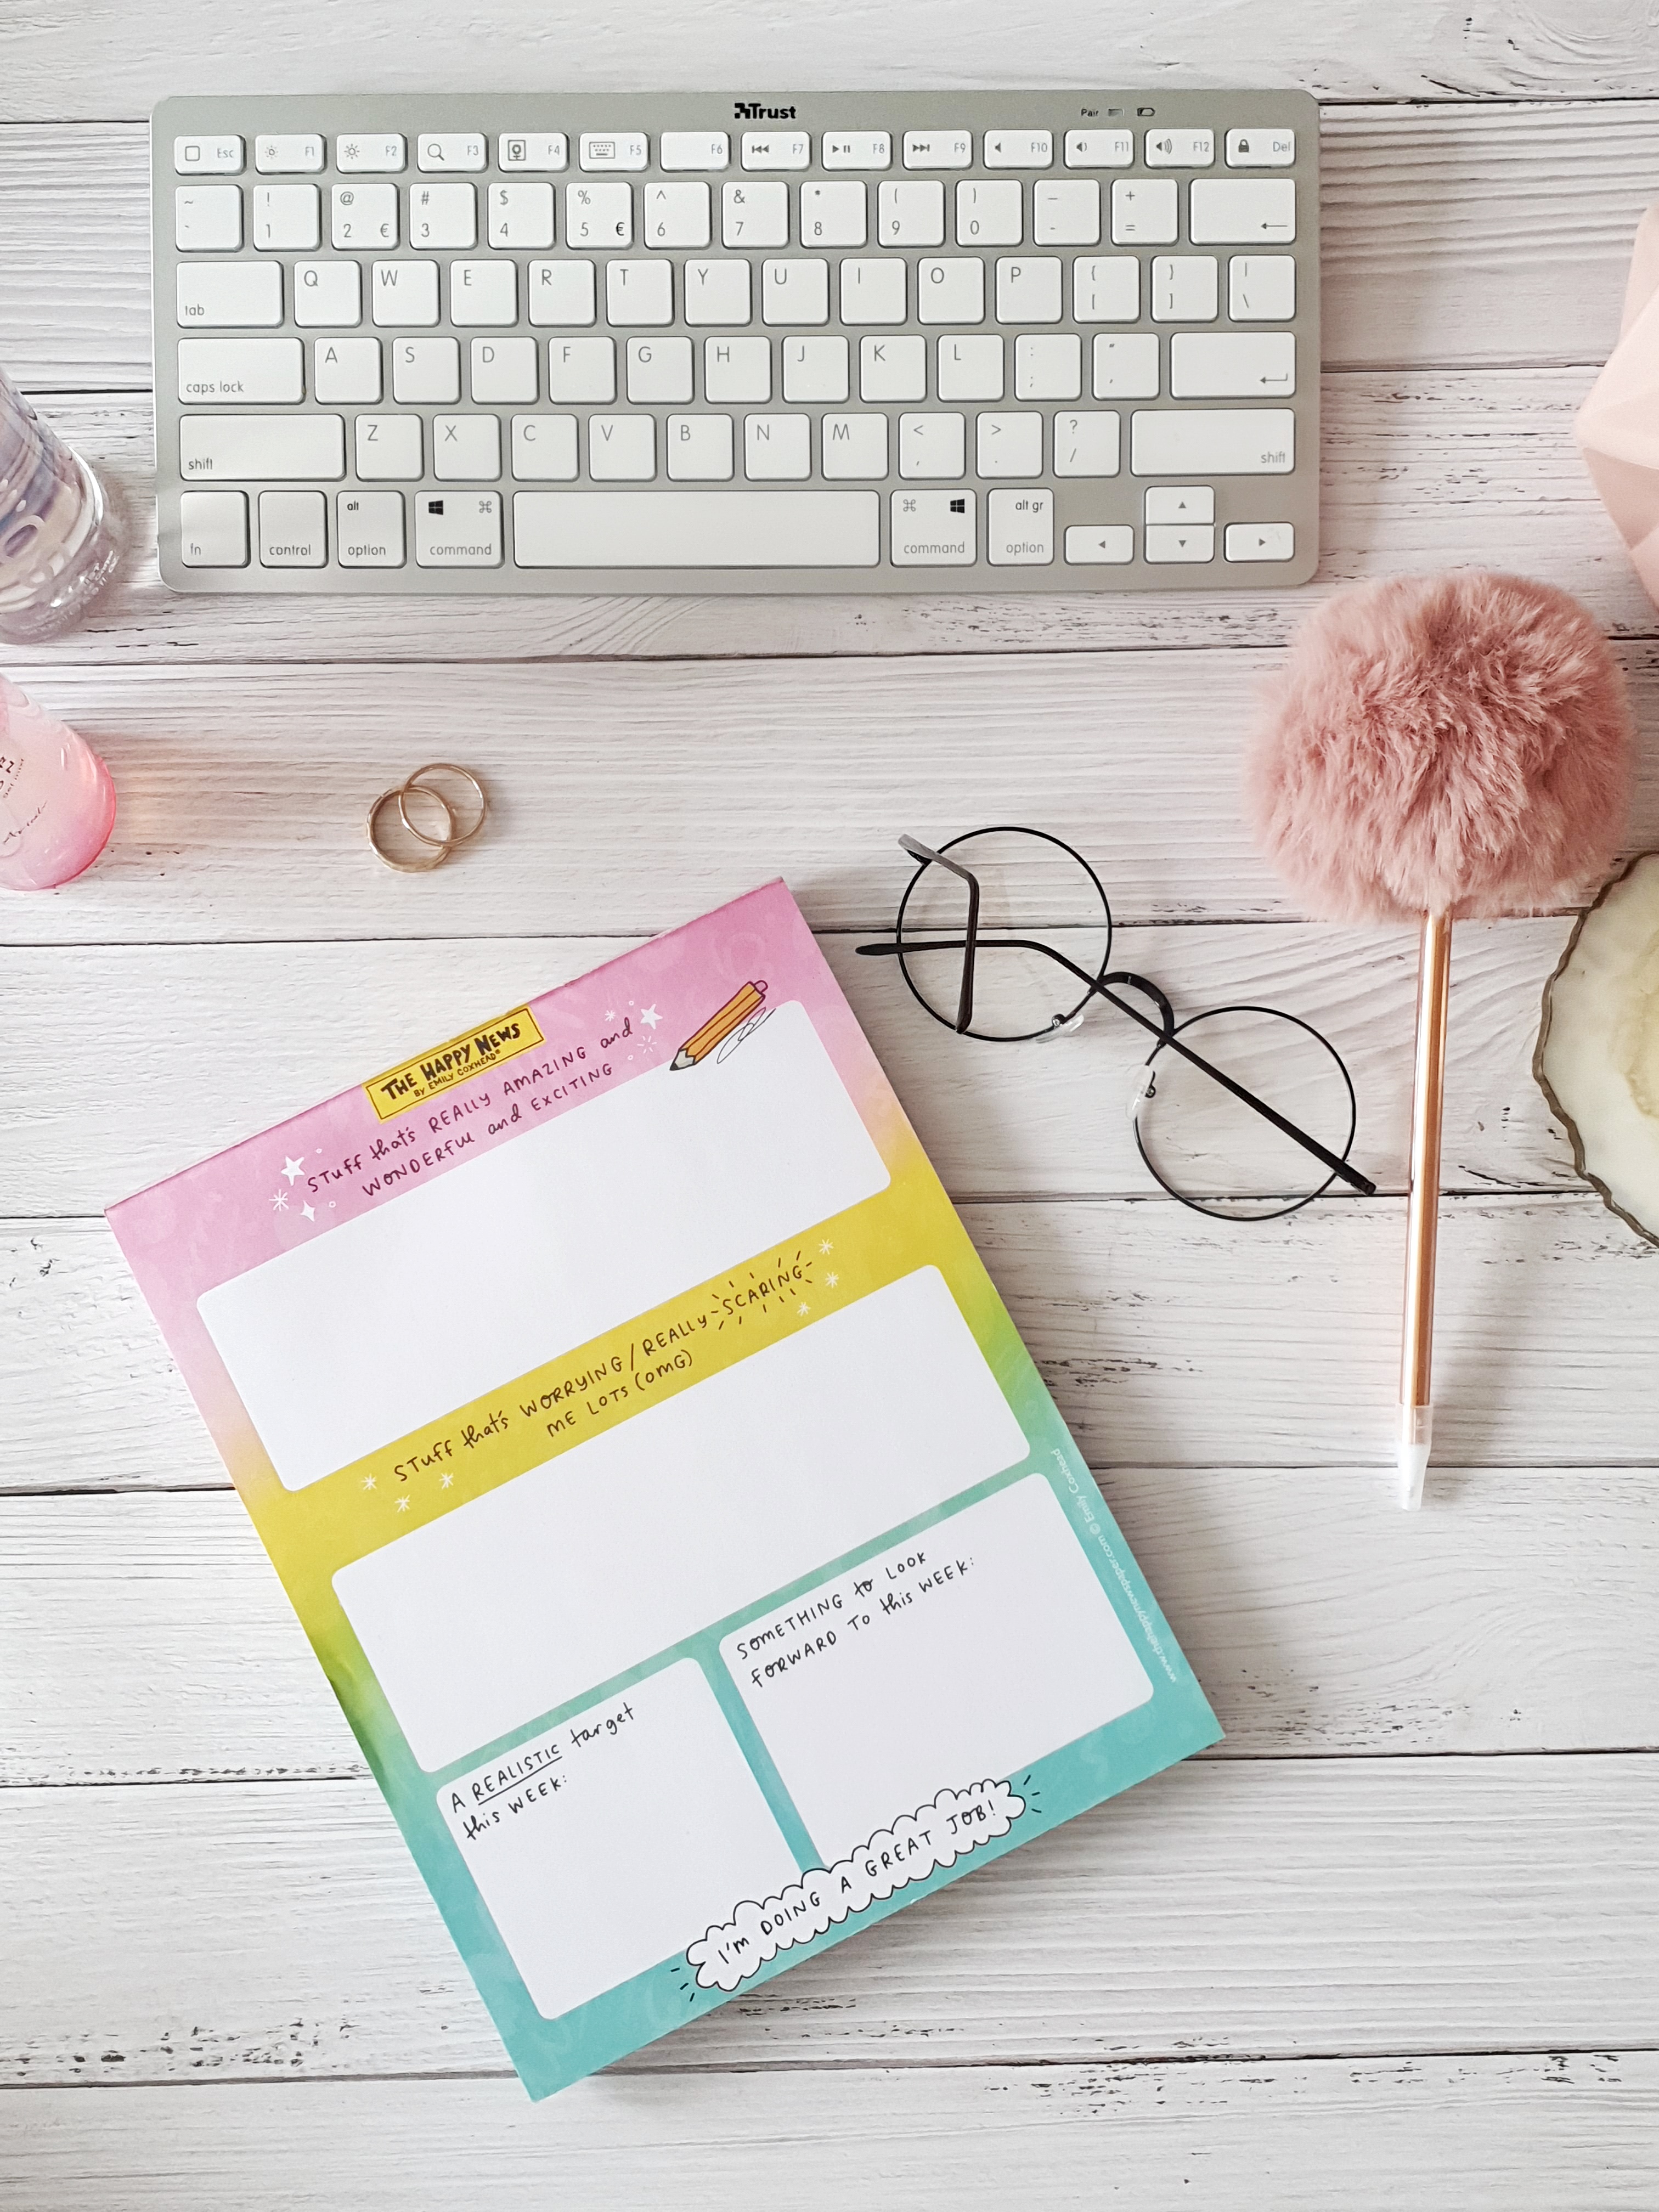 Trust
Pair
Esc F1 F2 F3 F4 F5 F6 F7 F8 F9 F10 F11 F12 Del
~ ! @ # $ % ^ & * ( ) — +
` 1 2 € 3 4 5 € 6 7 8 9 0 - =
Q W E R T Y U I O P { } |
tab [ ] \
A S D F G H J K L : "
caps lock ; '
Z X C V B N M < > ?
shift , . / shift
alt alt gr
fn control option command command option
THE HAPPY NEWS
BY EMILY COXHEAD®
STuff that's REALLY AMAZING and
WONDERFUL and EXCITING
STuff that's WORRYING/REALLY SCARING
ME LOTS (OMG)
SOMETHING to LOOK
FORWARD TO this WEEK:
A REALISTIC target
this WEEK:
I'm DOING A GREAT JOB!
www.thehappynewspaper.com © Emily Coxhead